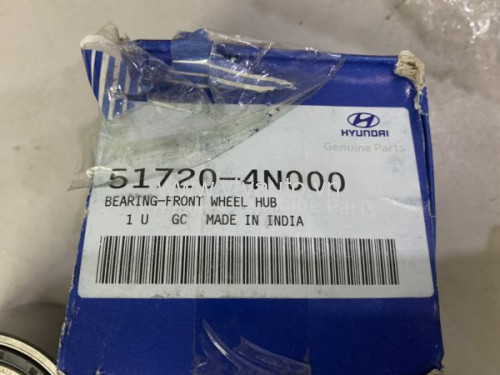 HYUNDAI
Genuine Parts
51720-4N000
BEARING-FRONT WHEEL HUB
1 U GC MADE IN INDIA